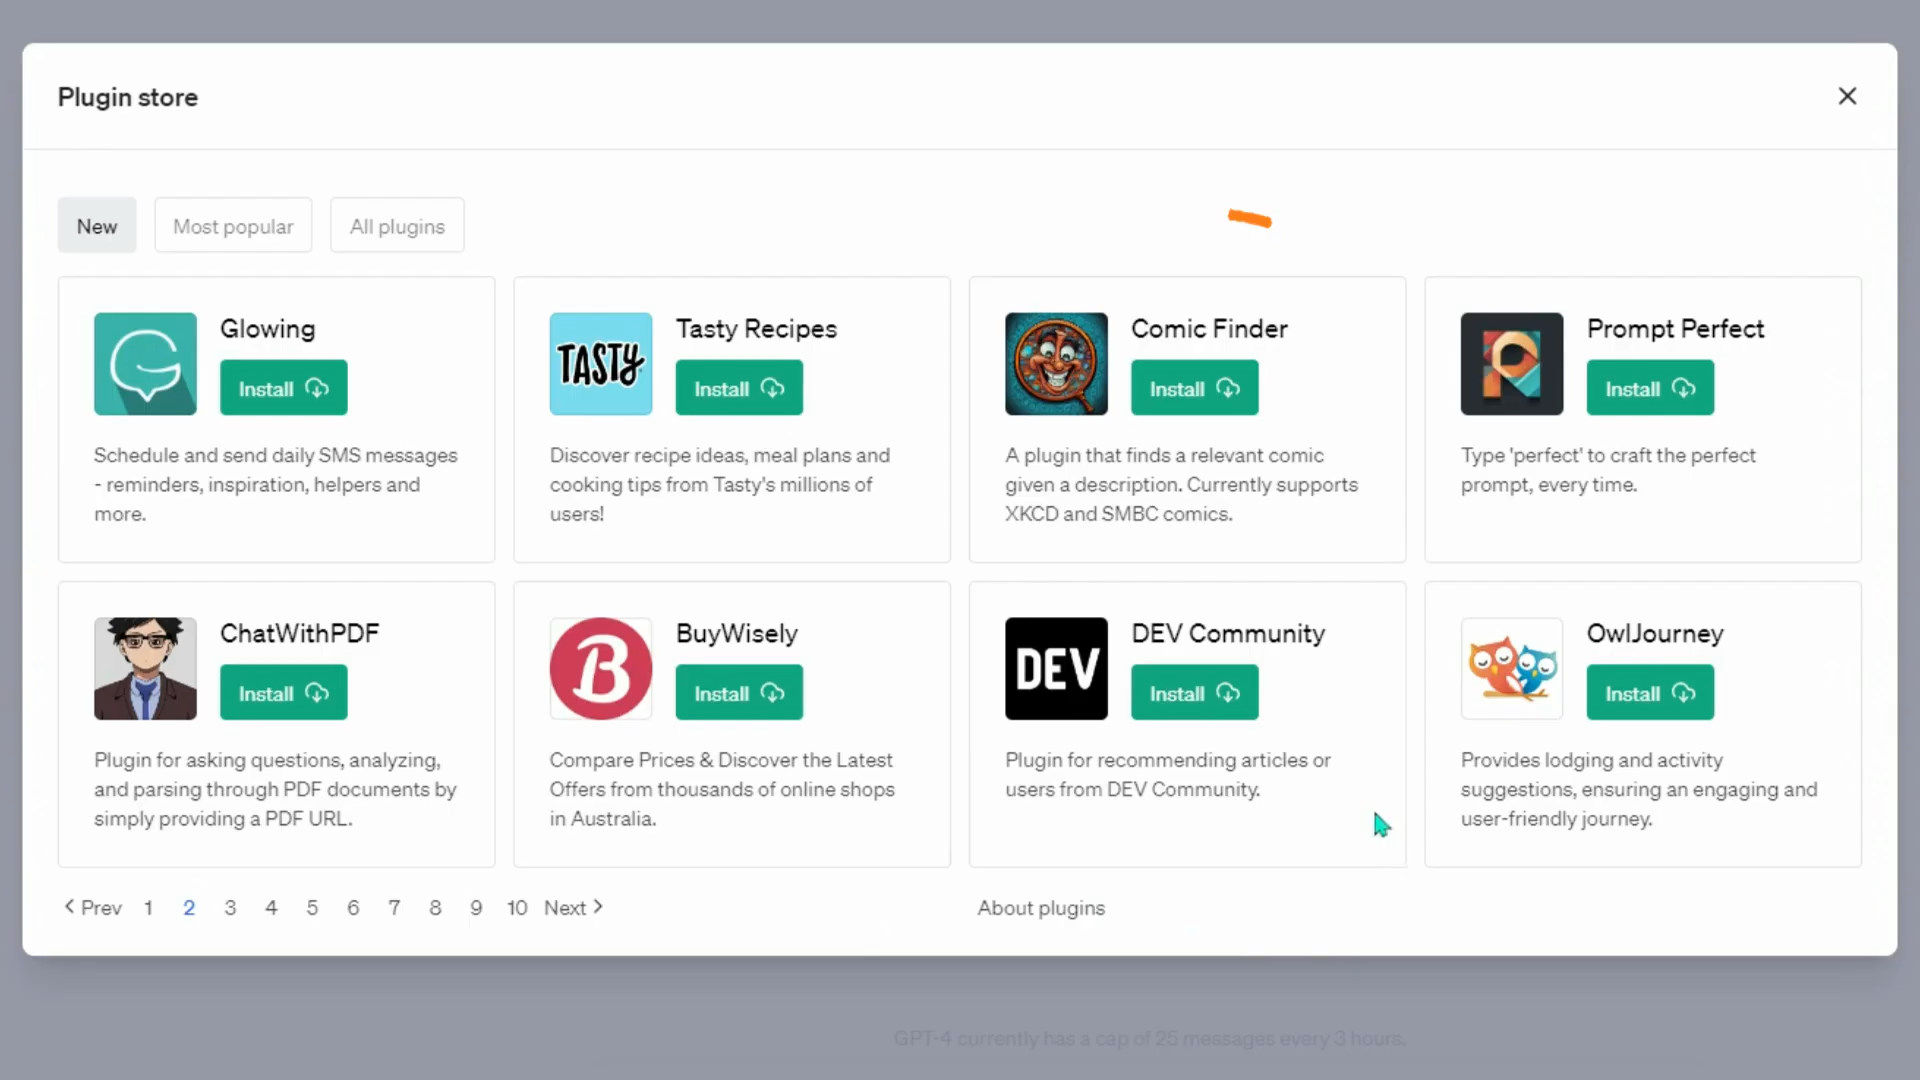 Plugin store
New
Most popular
All plugins
Glowing
Install
Schedule and send daily SMS messages
- reminders, inspiration, helpers and
more.
TASTY
Tasty Recipes
Install
Discover recipe ideas, meal plans and
cooking tips from Tasty's millions of
users!
Comic Finder
Install
A plugin that finds a relevant comic
given a description. Currently supports
XKCD and SMBC comics.
Prompt Perfect
Install
Type 'perfect' to craft the perfect
prompt, every time.
ChatWithPDF
Install
Plugin for asking questions, analyzing,
and parsing through PDF documents by
simply providing a PDF URL.
B
BuyWisely
Install
Compare Prices & Discover the Latest
Offers from thousands of online shops
in Australia.
DEV
DEV Community
Install
Plugin for recommending articles or
users from DEV Community.
OwlJourney
Install
Provides lodging and activity
suggestions, ensuring an engaging and
user-friendly journey.
Prev 1 2 3 4 5 6 7 8 9 10 Next
About plugins
GPT-4 currently has a cap of 25 messages every 3 hours.